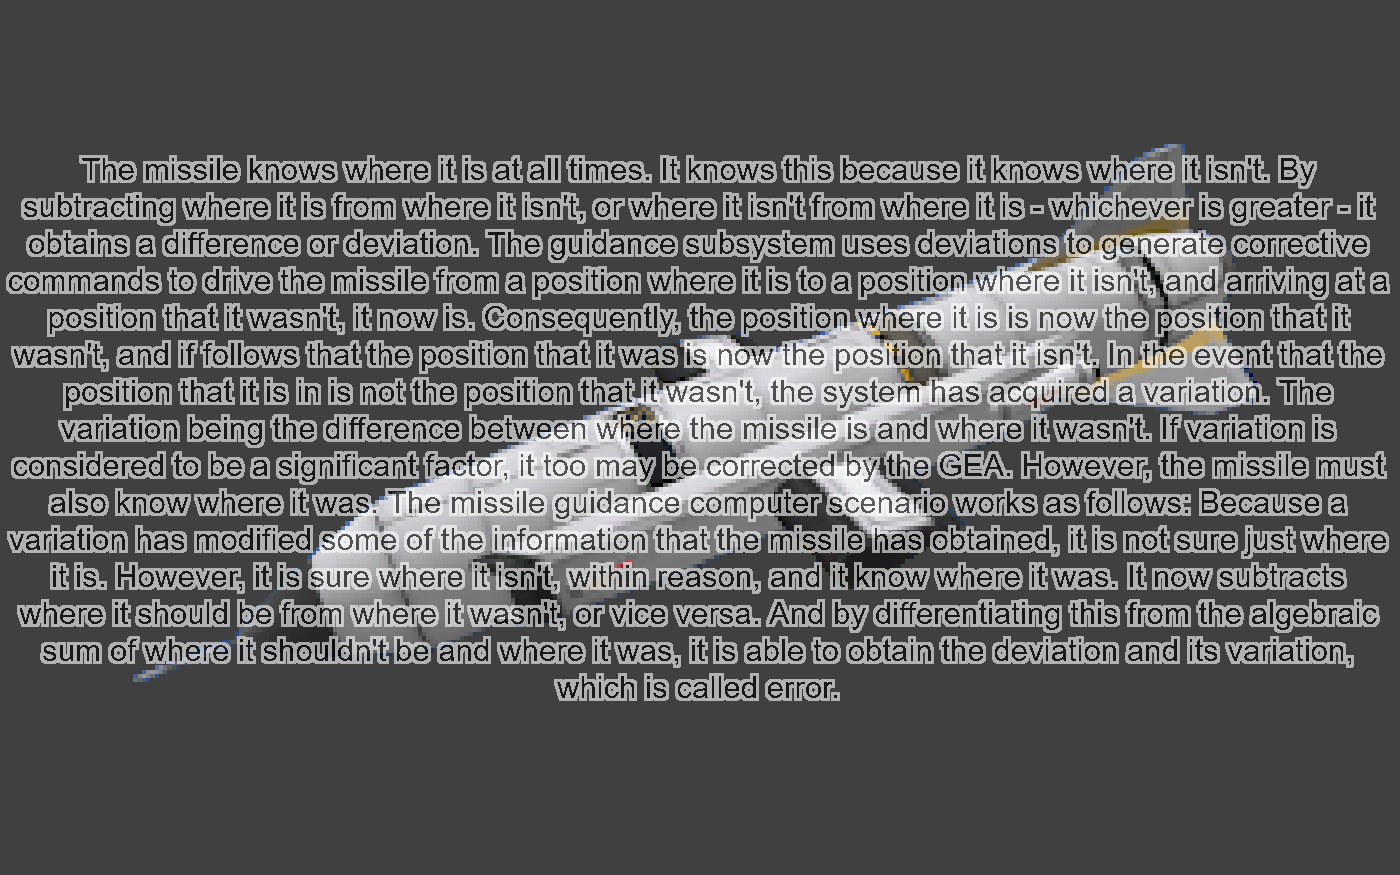 The missile knows where it is at all times. It knows this because it knows where it isn't. By
subtracting where it is from where it isn't, or where it isn't from where it is - whichever is greater - it
obtains a difference or deviation. The guidance subsystem uses deviations to generate corrective
commands to drive the missile from a position where it is to a position where it isn't, and arriving at a
position that it wasn't, it now is. Consequently, the position where it is is now the position that it
wasn't, and if follows that the position that it was is now the position that it isn't. In the event that the
position that it is in is not the position that it wasn't, the system has acquired a variation. The
variation being the difference between where the missile is and where it wasn't. If variation is
considered to be a significant factor, it too may be corrected by the GEA. However, the missile must
also know where it was. The missile guidance computer scenario works as follows: Because a
variation has modified some of the information that the missile has obtained, it is not sure just where
it is. However, it is sure where it isn't, within reason, and it know where it was. It now subtracts
where it should be from where it wasn't, or vice versa. And by differentiating this from the algebraic
sum of where it shouldn't be and where it was, it is able to obtain the deviation and its variation,
which is called error.